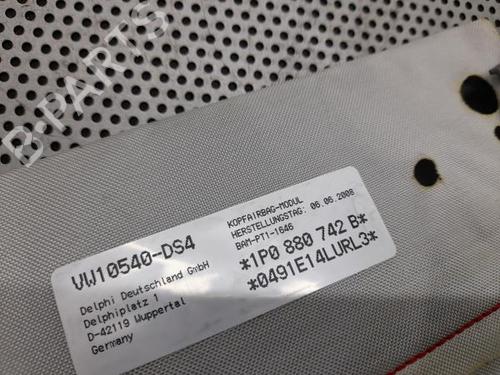 B-PARTS
VW10540-DS4
Delphi Deutschland GmbH
Delphiplatz 1
D-42119 Wuppertal
Germany
KOPFAIRBAG-MODUL
HERSTELLUNGSTAG: 06.06.2008
BAM-PT1-1646
*1P0 880 742 B*
*0491E14LURL3*